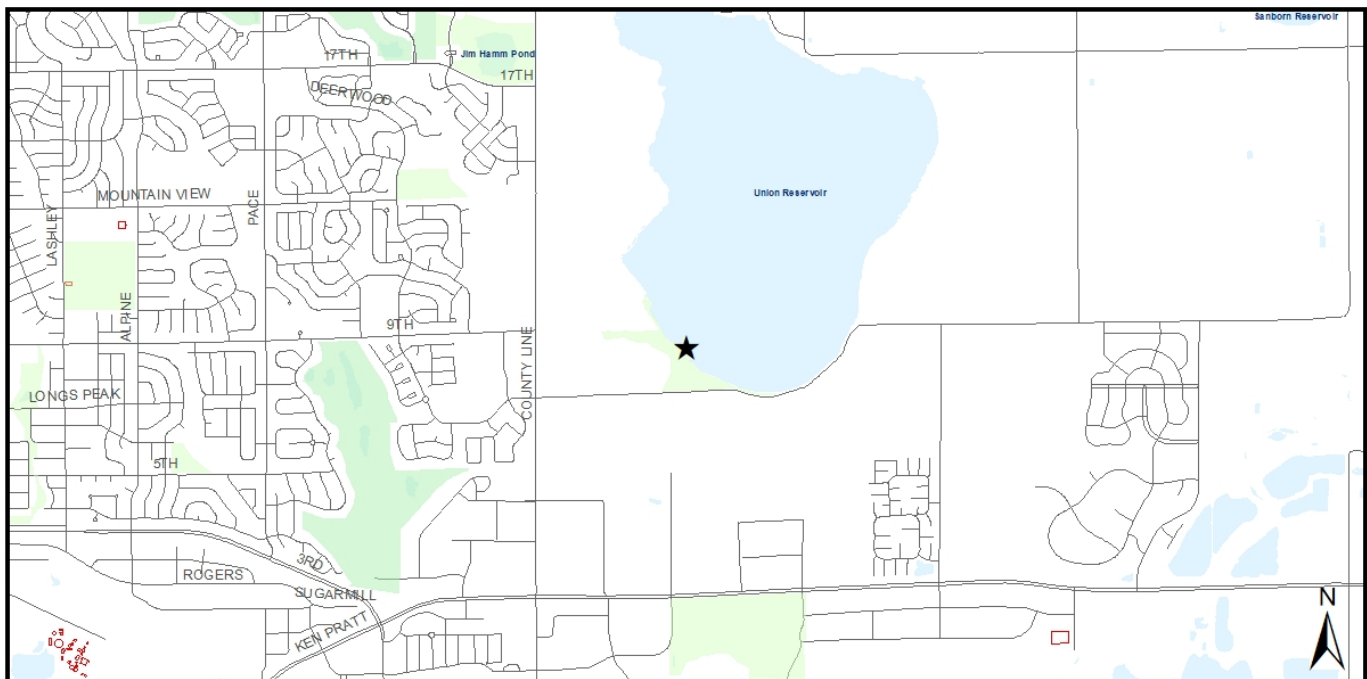 Sanborn Reservoir
17TH
Jim Hamm Pond
17TH
DEERWOOD
MOUNTAIN VIEW
Union Reservoir
PACE
LASHLEY
ALPINE
9TH
COUNTY LINE
LONGS PEAK
5TH
3RD
ROGERS
SUGARMILL
KEN PRATT
N